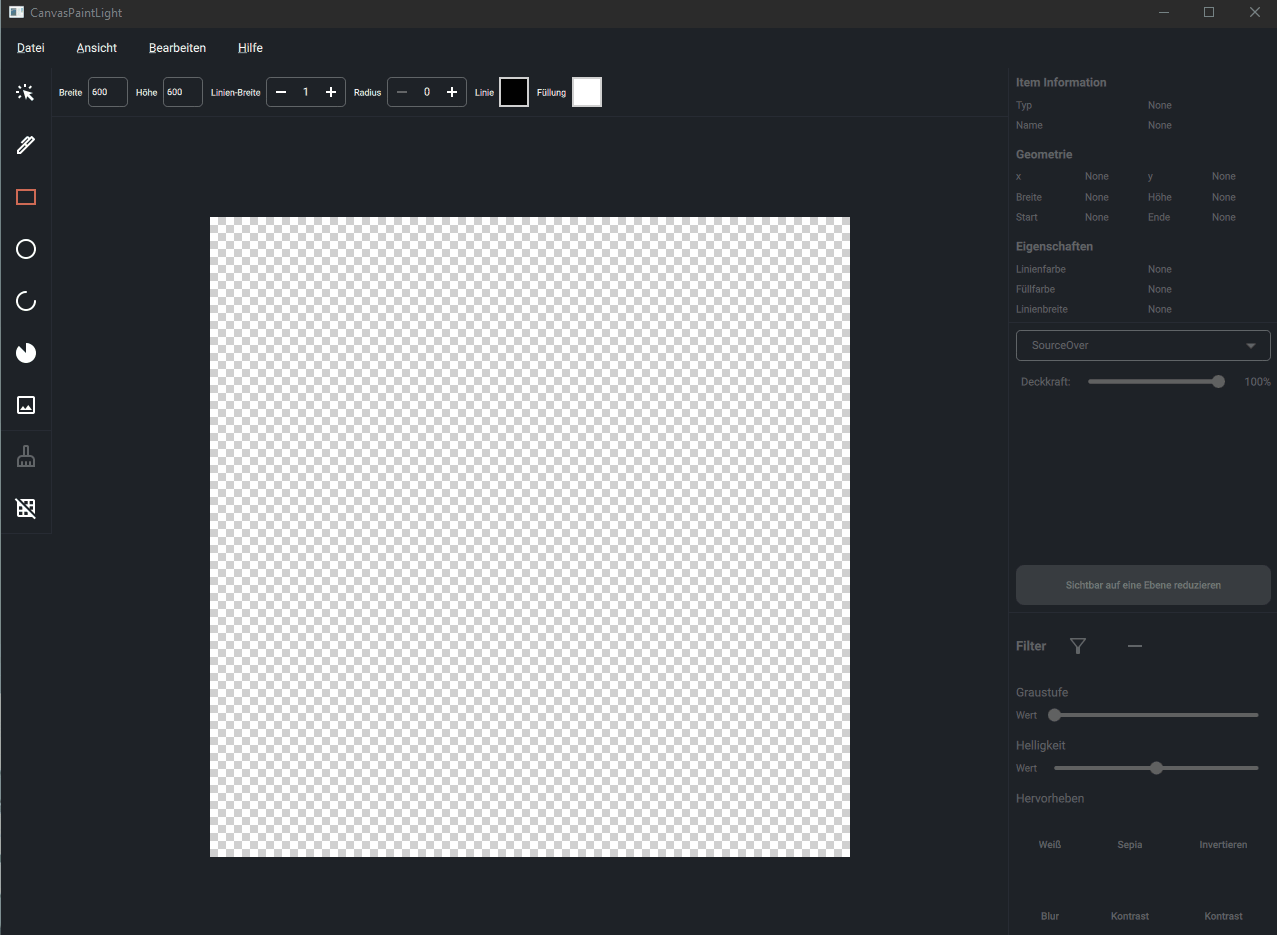 CanvasPaintLight
Datei Ansicht Bearbeiten Hilfe
Breite 600 Höhe 600 Linien-Breite 1 Radius 0 Linie Füllung
Item Information
Typ None
Name None
Geometrie
x None y None
Breite None Höhe None
Start None Ende None
Eigenschaften
Linienfarbe None
Füllfarbe None
Linienbreite None
SourceOver
Deckkraft: 100%
Sichtbar auf eine Ebene reduzieren
Filter
Graustufe
Wert
Helligkeit
Wert
Hervorheben
Weiß Sepia Invertieren
Blur Kontrast Kontrast